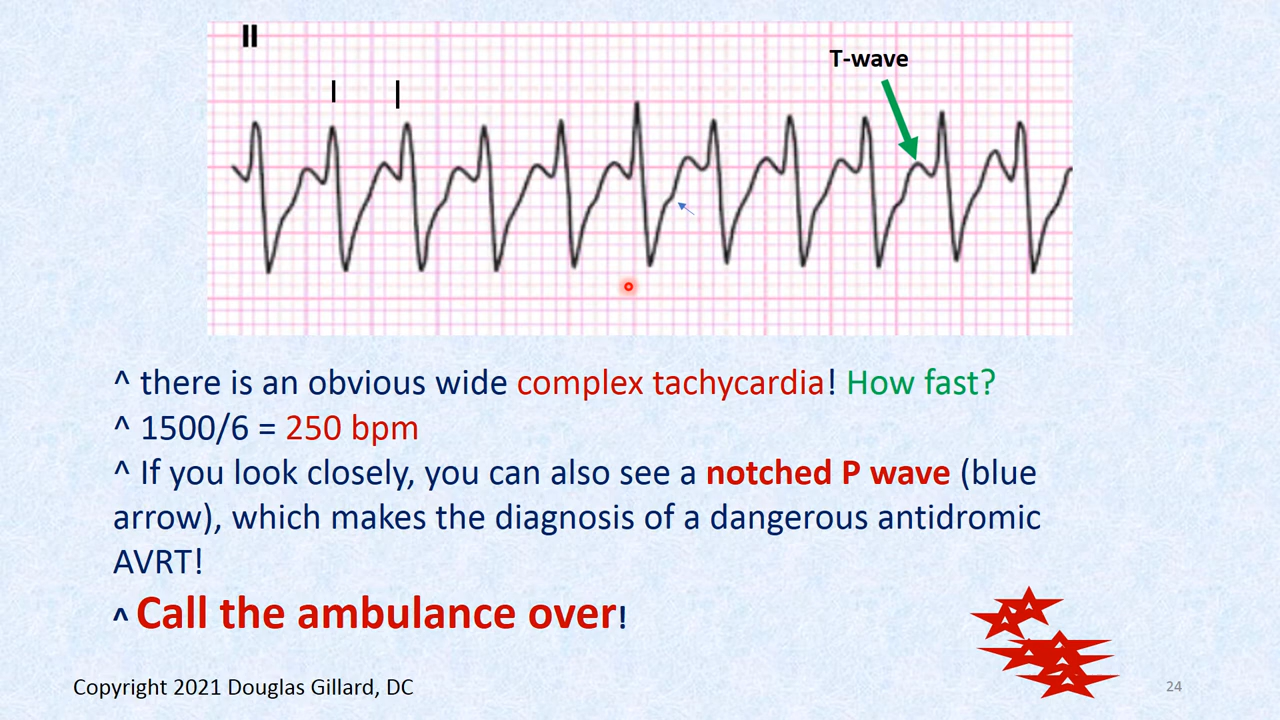 II
T-wave
^ there is an obvious wide complex tachycardia! How fast?
^ 1500/6 = 250 bpm
^ If you look closely, you can also see a notched P wave (blue
arrow), which makes the diagnosis of a dangerous antidromic
AVRT!
^ Call the ambulance over!
Copyright 2021 Douglas Gillard, DC
24